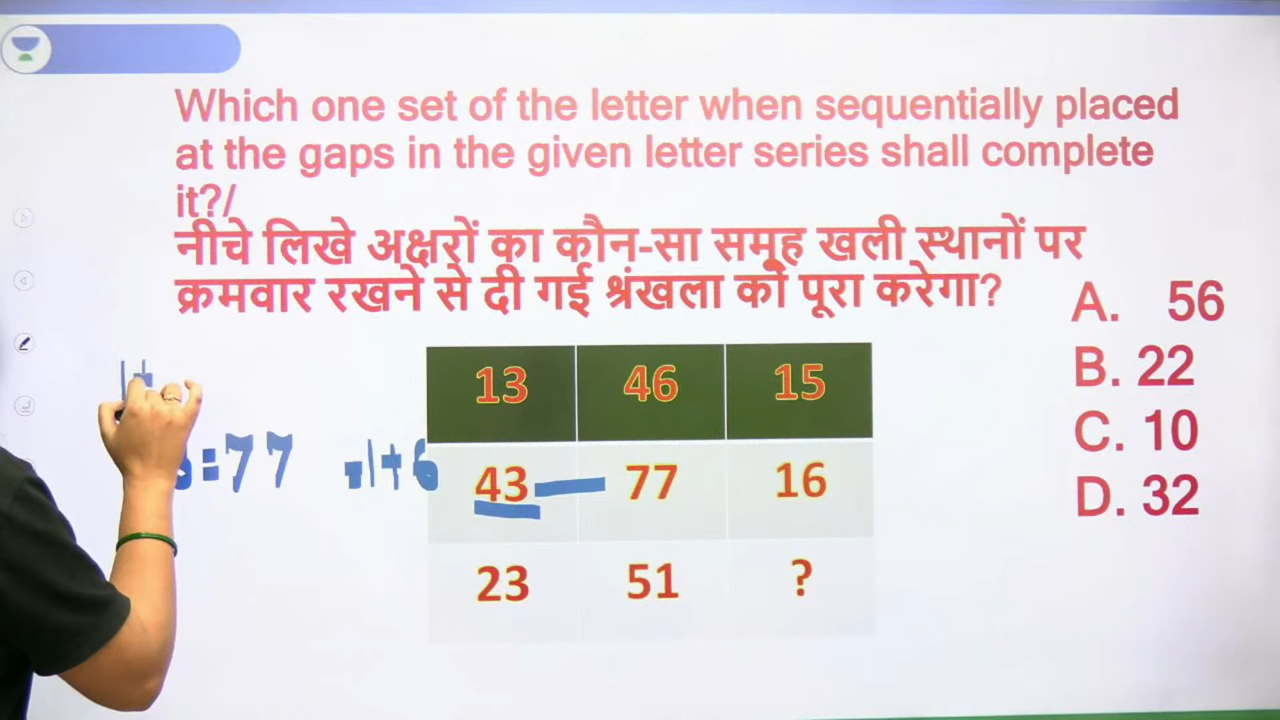 Which one set of the letter when sequentially placed
at the gaps in the given letter series shall complete
it?/
नीचे लिखे अक्षरों का कौन-सा समूह खली स्थानों पर
क्रमवार रखने से दी गई श्रंखला को पूरा करेगा?
A. 56
B. 22
C. 10
D. 32
13 46 15
43 77 16
23 51 ?
=77
1+6